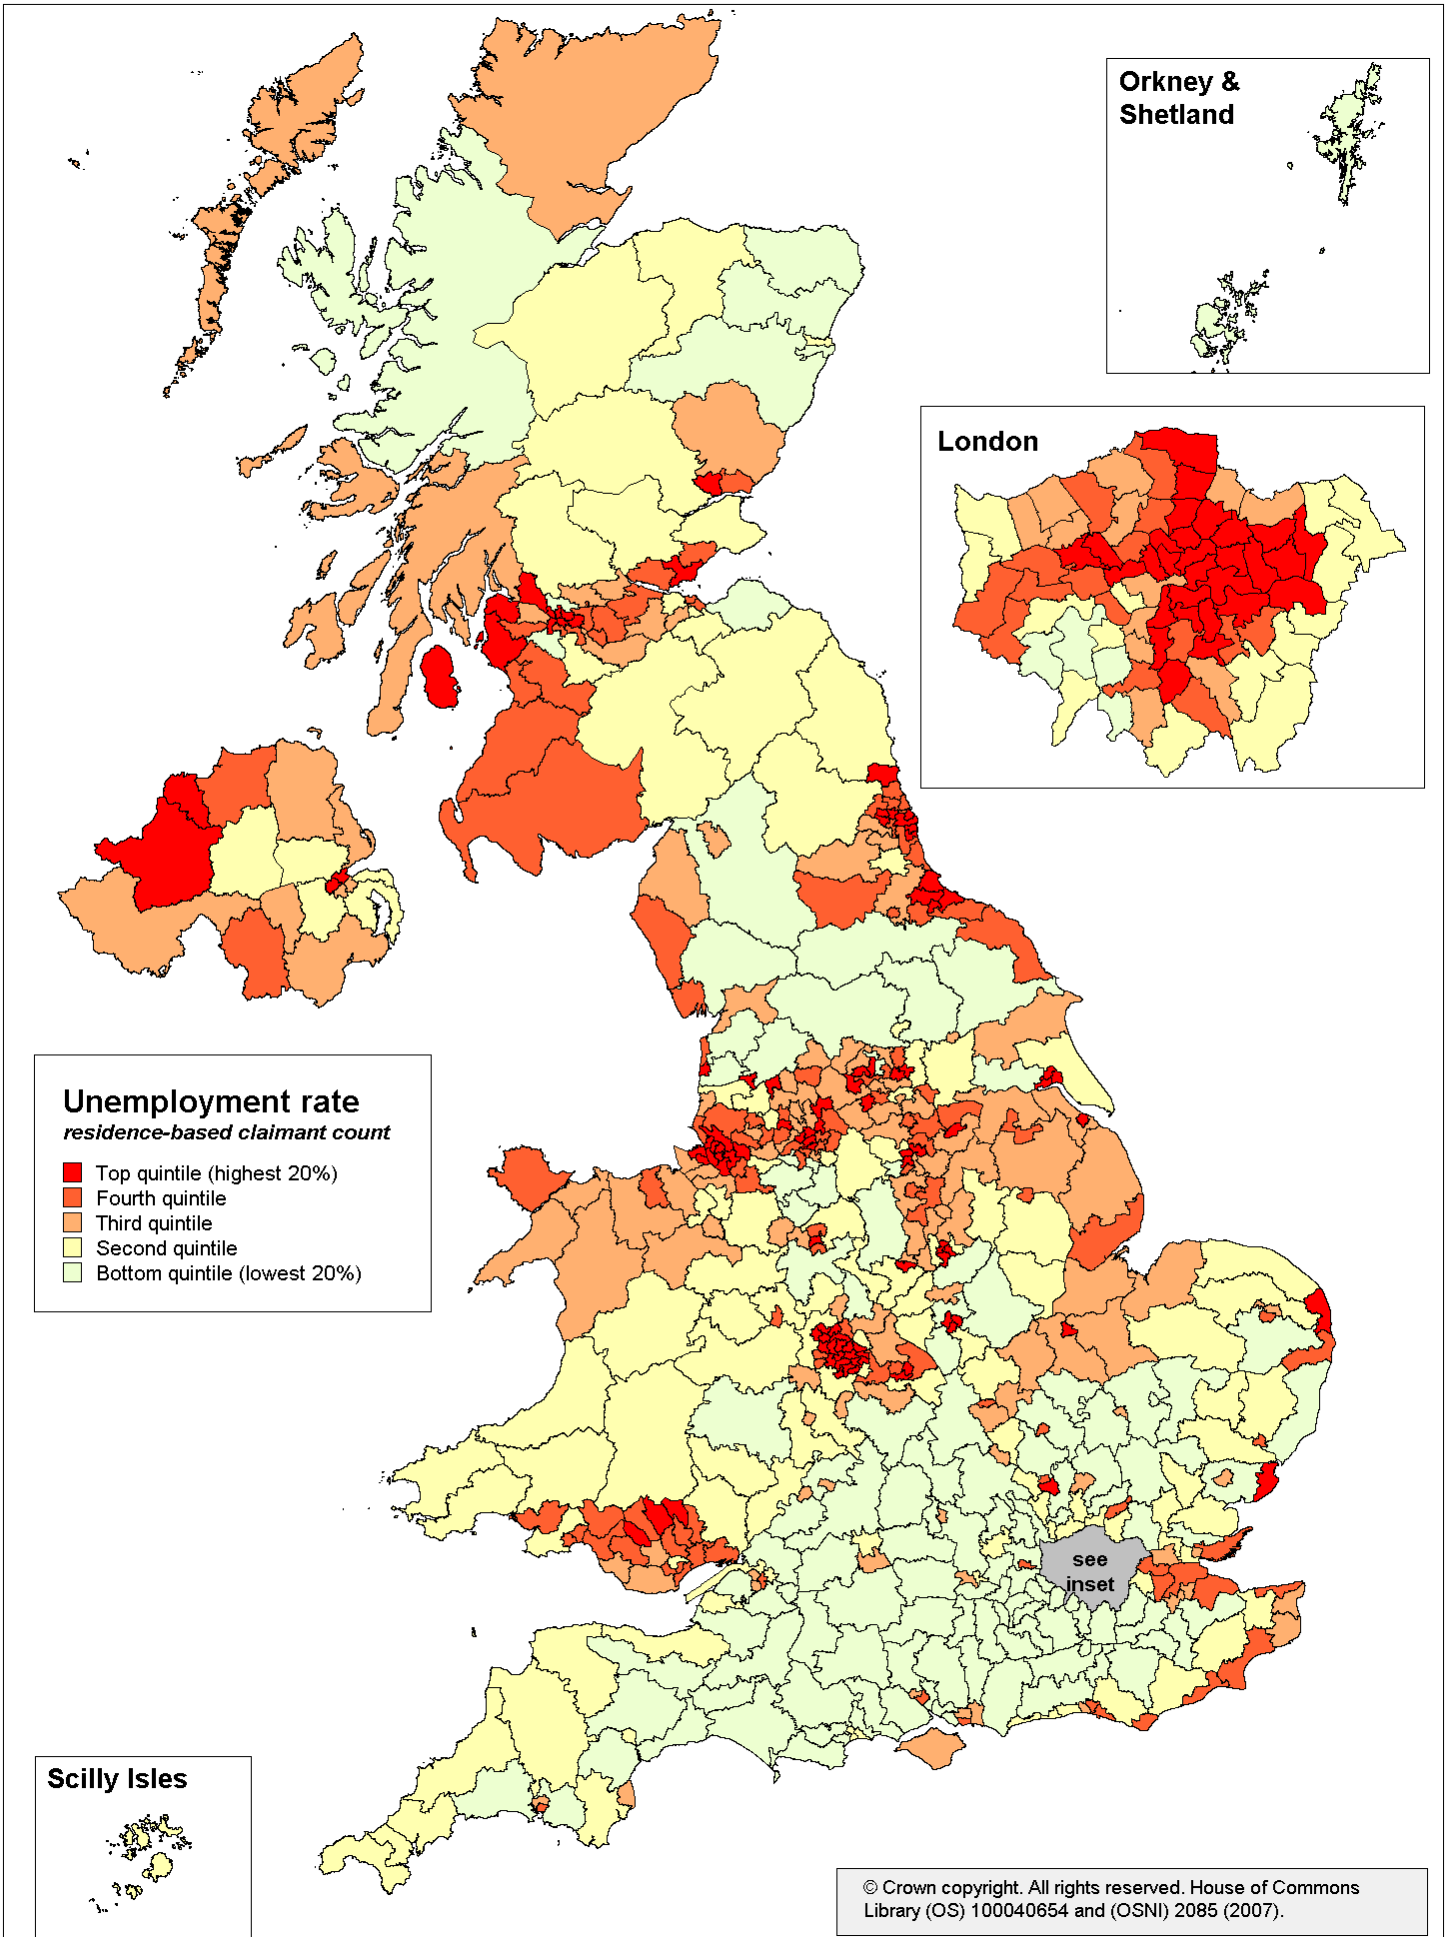 Orkney &
Shetland
London
Unemployment rate
residence-based claimant count
Top quintile (highest 20%)
Fourth quintile
Third quintile
Second quintile
Bottom quintile (lowest 20%)
see
inset
Scilly Isles
© Crown copyright. All rights reserved. House of Commons
Library (OS) 100040654 and (OSNI) 2085 (2007).